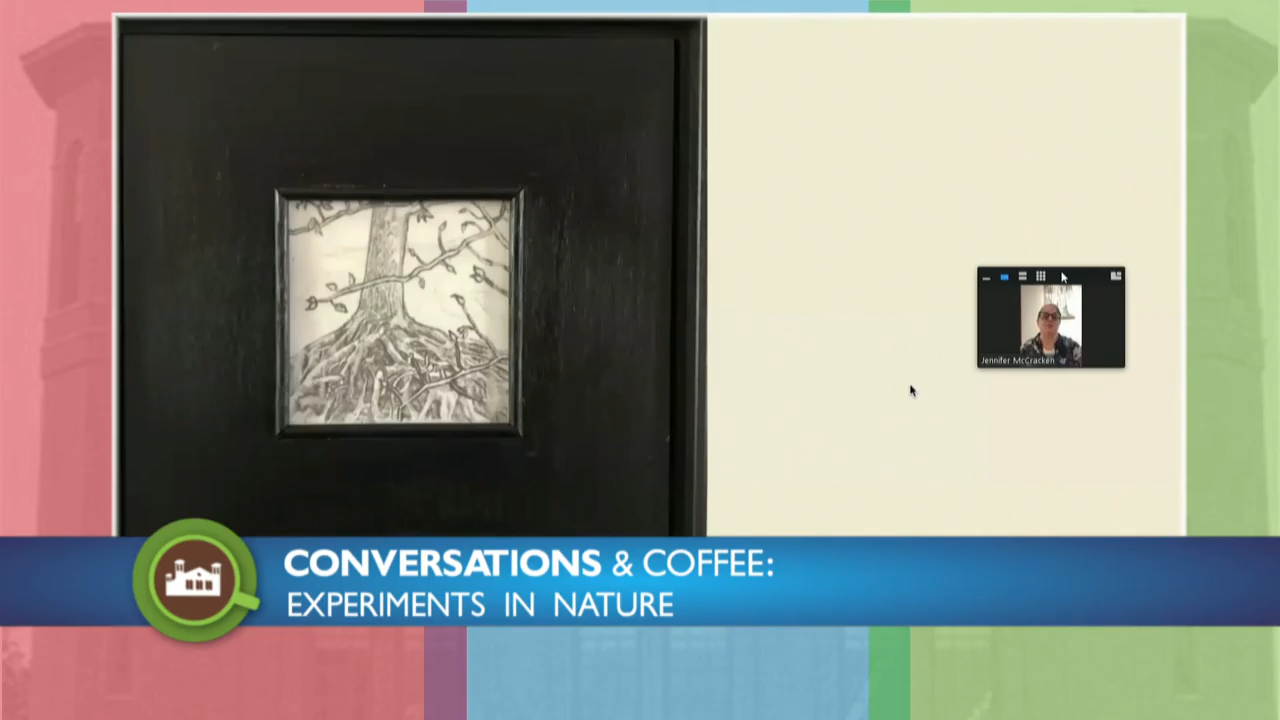 Jennifer McCracken
CONVERSATIONS & COFFEE:
EXPERIMENTS IN NATURE